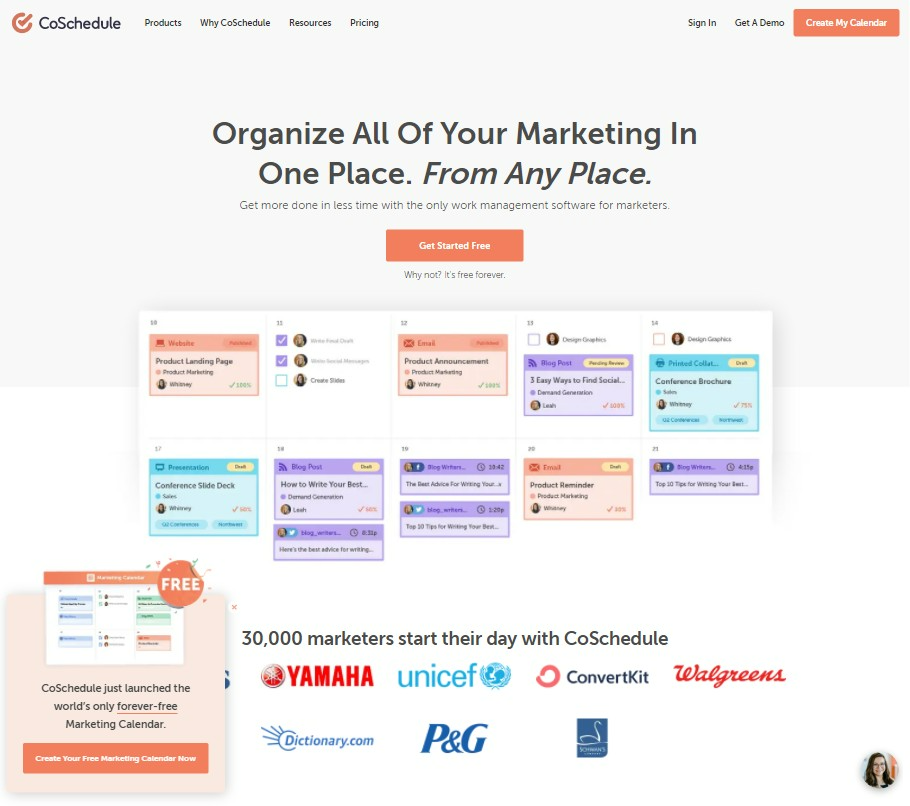 CoSchedule
Products
Why CoSchedule
Resources
Pricing
Sign In
Get A Demo
Create My Calendar
Organize All Of Your Marketing In
One Place. From Any Place.
Get more done in less time with the only work management software for marketers.
Get Started Free
Why not? It's free forever.
10
11
12
13
14
Website
Published
Product Landing Page
Product Marketing
Whitney
100%
Write Final Draft
Write Social Messages
Create Slides
Email
Published
Product Announcement
Product Marketing
Whitney
100%
Design Graphics
Blog Post
Pending Review
3 Easy Ways to Find Social...
Demand Generation
Leah
100%
Design Graphics
Printed Collat...
Draft
Conference Brochure
Sales
Whitney
75%
Q2 Conferences
Northwest
17
18
19
20
21
Presentation
Draft
Conference Slide Deck
Sales
Whitney
50%
Q2 Conferences
Northwest
Blog Post
Draft
How to Write Your Best...
Demand Generation
Leah
50%
blog_writers...
8:31p
Here's the best advice for writing...
Blog Writers...
10:42
The Best Advice For Writing Your...
blog_writers...
1:20p
Top 10 Tips for Writing Your Best...
Email
Draft
Product Reminder
Product Marketing
Whitney
50%
Blog Writers...
4:15p
Top 10 Tips for Writing Your Best...
Marketing Calendar
FREE
CoSchedule just launched the
world's only forever-free
Marketing Calendar.
Create Your Free Marketing Calendar Now
30,000 marketers start their day with CoSchedule
YAMAHA
unicef
ConvertKit
Walgreens
Dictionary.com
P&G
SCHWAN'S